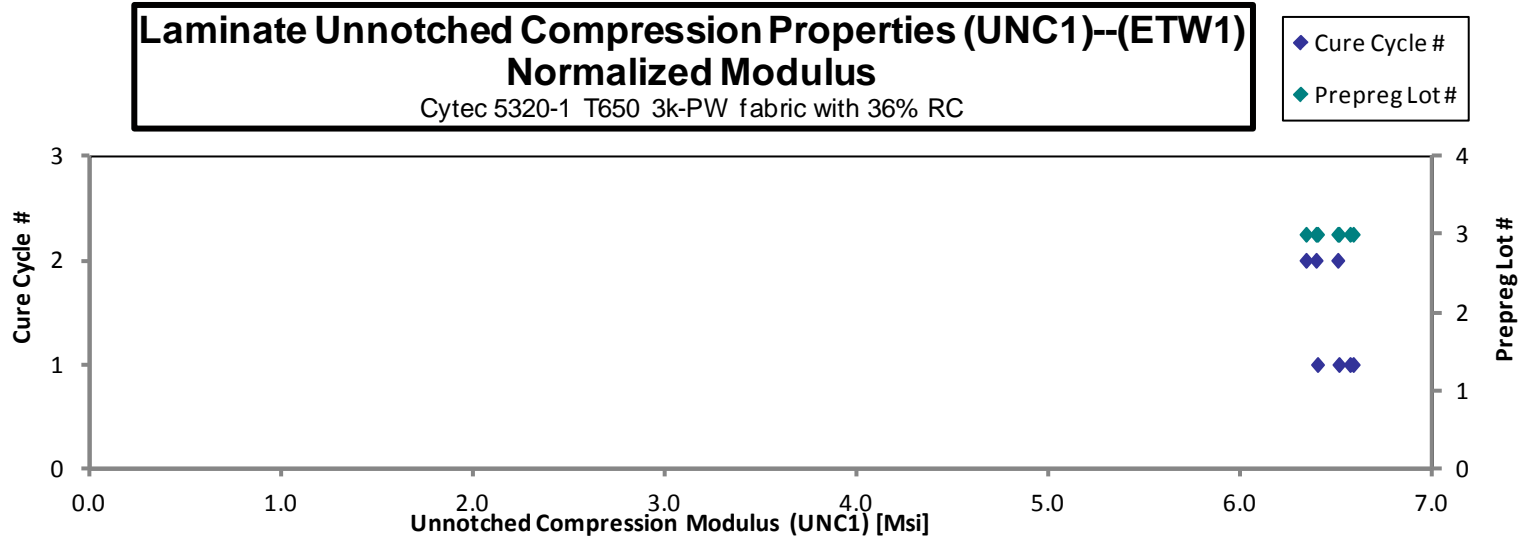 Laminate Unnotched Compression Properties (UNC1)--(ETW1)
Normalized Modulus
Cytec 5320-1 T650 3k-PW fabric with 36% RC
Cure Cycle #
Prepreg Lot #
3
2
1
0
Cure Cycle #
4
3
2
1
0
Prepreg Lot #
0.0 1.0 2.0 3.0 4.0 5.0 6.0 7.0
Unnotched Compression Modulus (UNC1) [Msi]